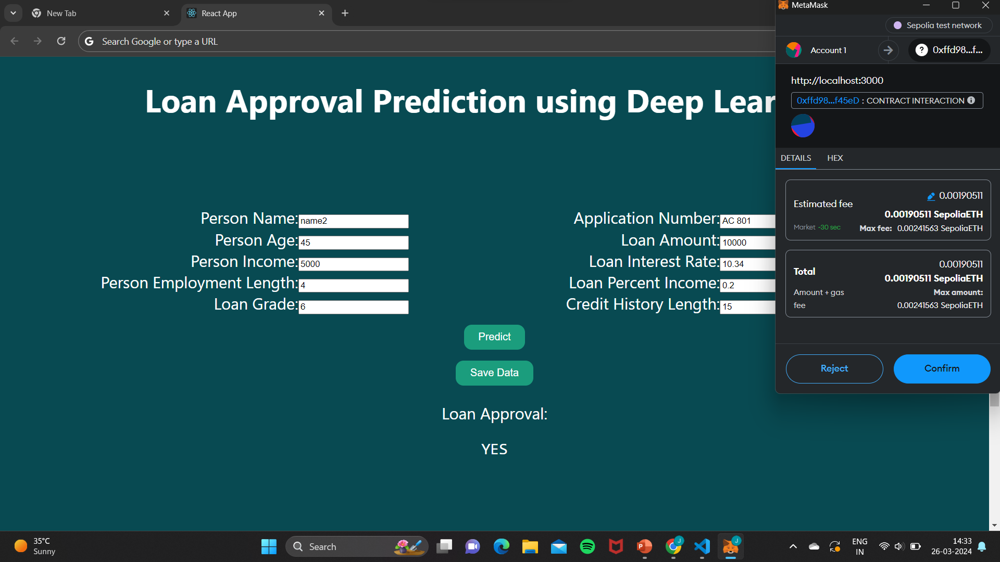 New Tab
React App
Search Google or type a URL
Loan Approval Prediction using Deep Lear
Person Name: name2
Person Age: 45
Person Income: 5000
Person Employment Length: 4
Loan Grade: 6
Application Number: AC 801
Loan Amount: 10000
Loan Interest Rate: 10.34
Loan Percent Income: 0.2
Credit History Length: 15
Predict
Save Data
Loan Approval:
YES
MetaMask
Sepolia test network
Account 1
? 0xffd98...f...
http://localhost:3000
0xffd98...f45eD : CONTRACT INTERACTION
DETAILS HEX
0.00190511
Estimated fee
0.00190511 SepoliaETH
Market ~30 sec Max fee: 0.00241563 SepoliaETH
0.00190511
Total
0.00190511 SepoliaETH
Amount + gas fee
Max amount:
0.00241563 SepoliaETH
Reject
Confirm
35°C
Sunny
Search
J
J
ENG
IN
14:33
26-03-2024